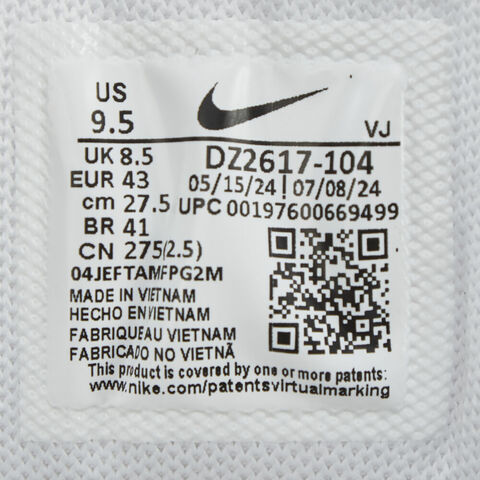 US
9.5
VJ
UK 8.5
DZ2617-104
EUR 43
05/15/24 | 07/08/24
cm 27.5
UPC 00197600669499
BR 41
CN 275(2.5)
04JEFTAMFPG2M
MADE IN VIETNAM
HECHO EN VIETNAM
FABRIQUEAU VIETNAM
FABRICADO NO VIETNÃ
This product is covered by one or more patents:
www.nike.com/patentsvirtualmarking